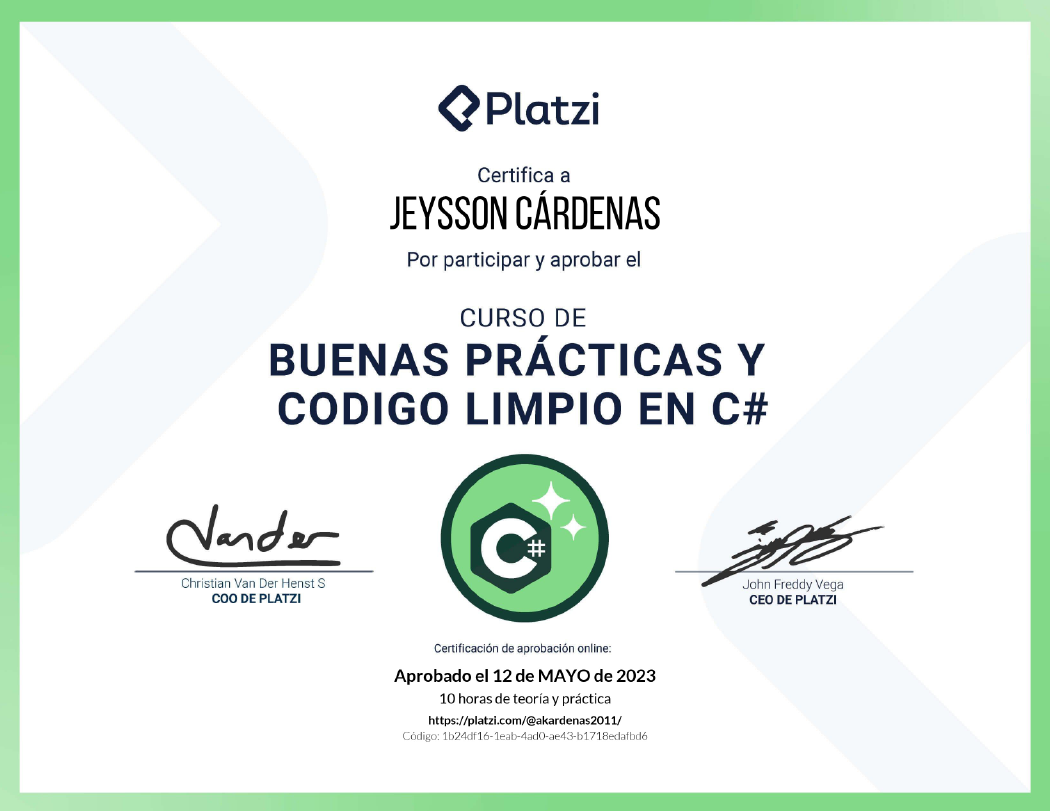 Platzi
Certifica a
JEYSSON CÁRDENAS
Por participar y aprobar el
CURSO DE
BUENAS PRÁCTICAS Y
CODIGO LIMPIO EN C#
C#
Vander
Christian Van Der Henst S
COO DE PLATZI
John Freddy Vega
CEO DE PLATZI
Certificación de aprobación online:
Aprobado el 12 de MAYO de 2023
10 horas de teoría y práctica
https://platzi.com/@akardenas2011/
Código: 1b24df16-1eab-4ad0-ae43-b1718edafbd6